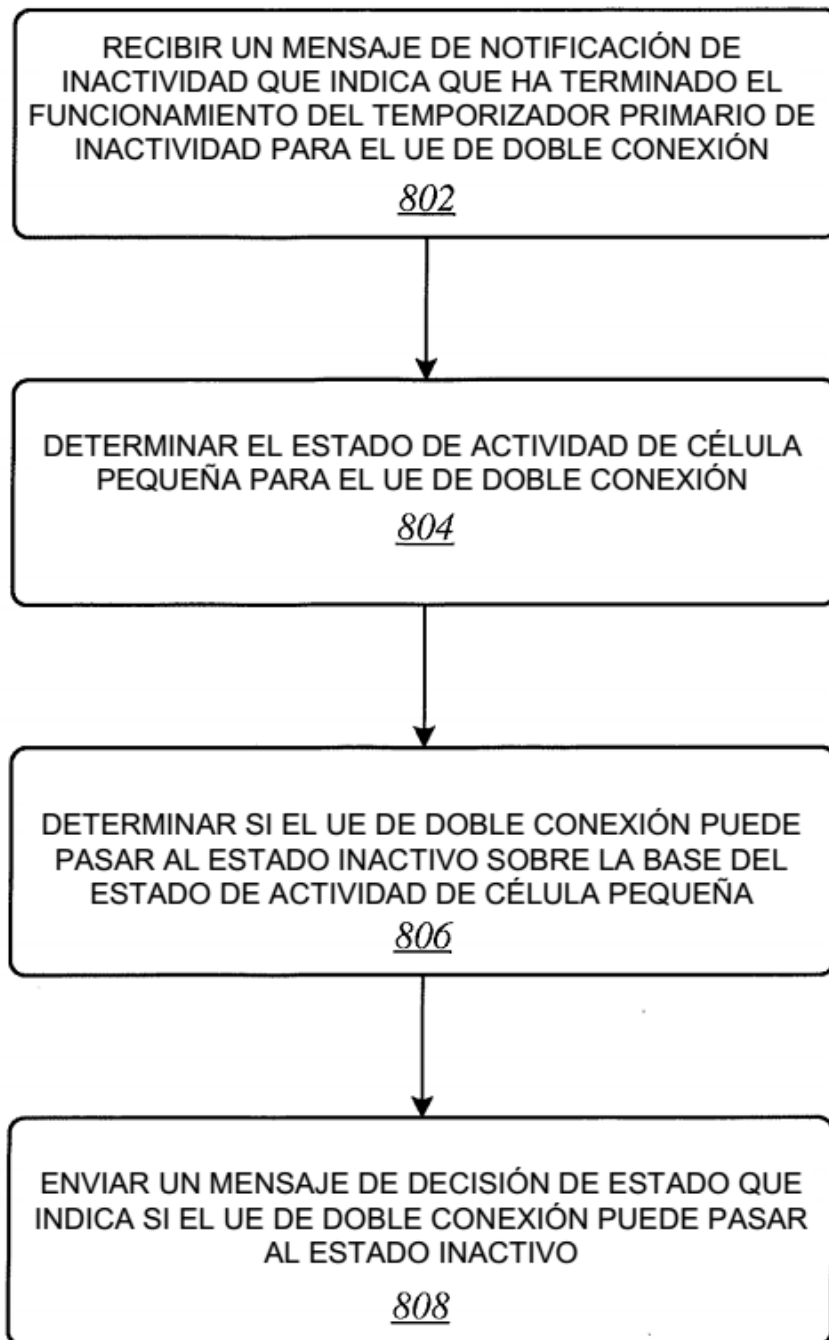 RECIBIR UN MENSAJE DE NOTIFICACIÓN DE
INACTIVIDAD QUE INDICA QUE HA TERMINADO EL
FUNCIONAMIENTO DEL TEMPORIZADOR PRIMARIO DE
INACTIVIDAD PARA EL UE DE DOBLE CONEXIÓN
802
DETERMINAR EL ESTADO DE ACTIVIDAD DE CÉLULA
PEQUEÑA PARA EL UE DE DOBLE CONEXIÓN
804
DETERMINAR SI EL UE DE DOBLE CONEXIÓN PUEDE
PASAR AL ESTADO INACTIVO SOBRE LA BASE DEL
ESTADO DE ACTIVIDAD DE CÉLULA PEQUEÑA
806
ENVIAR UN MENSAJE DE DECISIÓN DE ESTADO QUE
INDICA SI EL UE DE DOBLE CONEXIÓN PUEDE PASAR
AL ESTADO INACTIVO
808